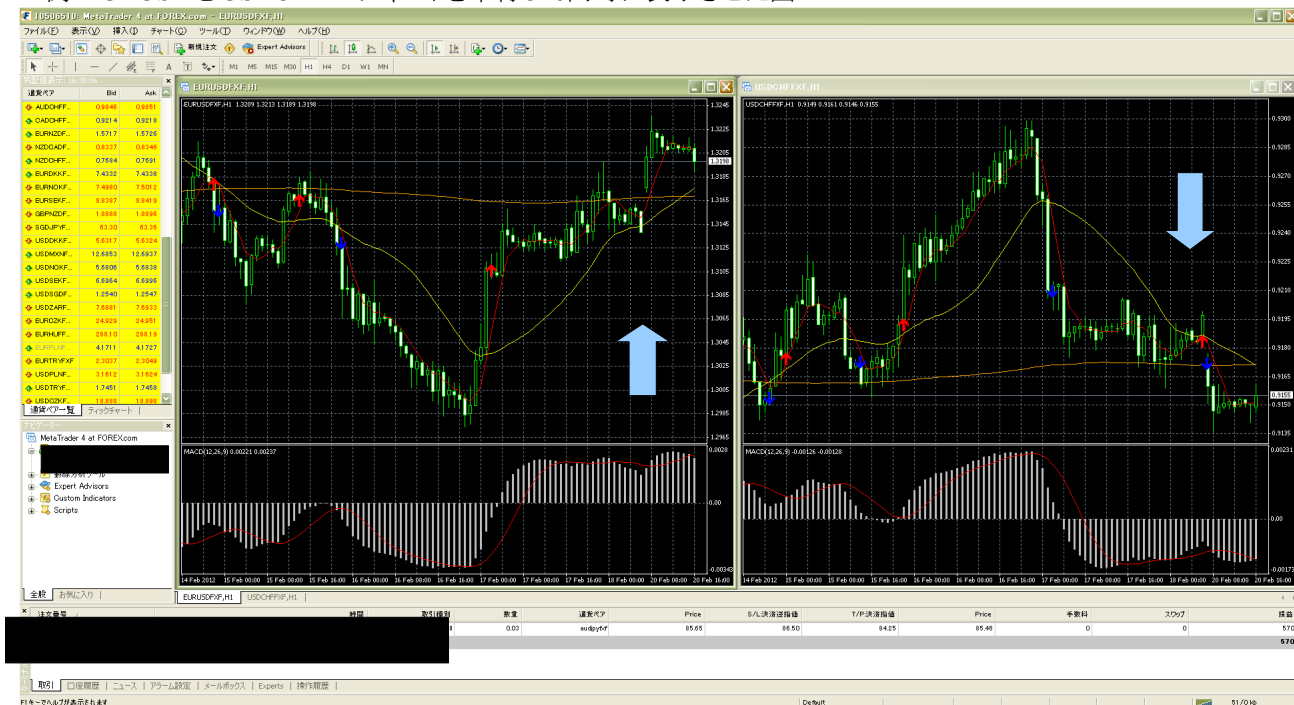 10506510: MetaTrader 4 at FOREX.com - EURUSDFXF,H1
ファイル(F) 表示(V) 挿入(I) チャート(C) ツール(T) ウィンドウ(W) ヘルプ(H)
新規注文 Expert Advisors
A T M1 M5 M15 M30 H1 H4 D1 W1 MN
通貨ペア Bid Ask
AUDCHFF... 0.9846 0.9851
CADCHFF... 0.9214 0.9218
EURNZDF... 1.5717 1.5726
NZDCADF... 0.8337 0.8346
NZDCHFF... 0.7684 0.7691
EURDKKF... 7.4332 7.4338
EURNOKF... 7.4980 7.5012
EURSEKF... 8.8387 8.8419
GBPNZDF... 1.8888 1.8896
SGDJPYF... 63.30 63.36
USDDKKF... 5.6317 5.6324
USDMXNF... 12.6853 12.6937
USDNOKF... 5.6806 5.6838
USDSEKF... 6.6964 6.6996
USDSGDF... 1.2540 1.2547
USDZARF... 7.6881 7.6933
EURCZKF... 24.929 24.951
EURHUFF... 288.10 288.19
EURPLNF... 4.1711 4.1727
EURTRYFXF 2.3037 2.3049
USDPLNF... 3.1612 3.1624
USDTRYF... 1.7451 1.7458
USDCZKF... 18.888 18.898
通貨ペア一覧 ティックチャート
ナビゲーター
MetaTrader 4 at FOREX.com
Expert Advisors
Custom Indicators
Scripts
全般 お気に入り
EURUSDFXF,H1
EURUSDFXF,H1 1.3209 1.3213 1.3189 1.3198
1.3245
1.3225
1.3205
1.3198
1.3185
1.3165
1.3145
1.3125
1.3105
1.3085
1.3065
1.3045
1.3025
1.3005
1.2985
1.2965
MACD(12,26,9) 0.00221 0.00237
0.0028
0.00
-0.00343
14 Feb 2012 15 Feb 00:00 15 Feb 08:00 15 Feb 16:00 16 Feb 00:00 16 Feb 08:00 16 Feb 16:00 17 Feb 00:00 17 Feb 08:00 17 Feb 16:00 20 Feb 00:00 20 Feb 08:00 20 Feb 16:00
USDCHFFXF,H1
USDCHFFXF,H1 0.9149 0.9161 0.9146 0.9155
0.9300
0.9285
0.9270
0.9255
0.9240
0.9225
0.9210
0.9195
0.9180
0.9165
0.9155
0.9150
0.9135
MACD(12,26,9) -0.00126 -0.00128
0.00231
0.00
-0.00173
14 Feb 2012 15 Feb 00:00 15 Feb 08:00 15 Feb 16:00 16 Feb 00:00 16 Feb 08:00 16 Feb 16:00 17 Feb 00:00 17 Feb 08:00 17 Feb 16:00 20 Feb 00:00 20 Feb 08:00 20 Feb 16:00
EURUSDFXF,H1 USDCHFFXF,H1
注文番号 時間 取引種別 数量 通貨ペア Price S/L:決済逆指値 T/P:決済指値 Price 手数料 スワップ 損益
0.03 85.65 86.50 84.25 85.46 0 0 570
570
取引 口座履歴 ニュース アラーム設定 メールボックス Experts 操作履歴
F1キーでヘルプが表示されます Default 51/0 kb